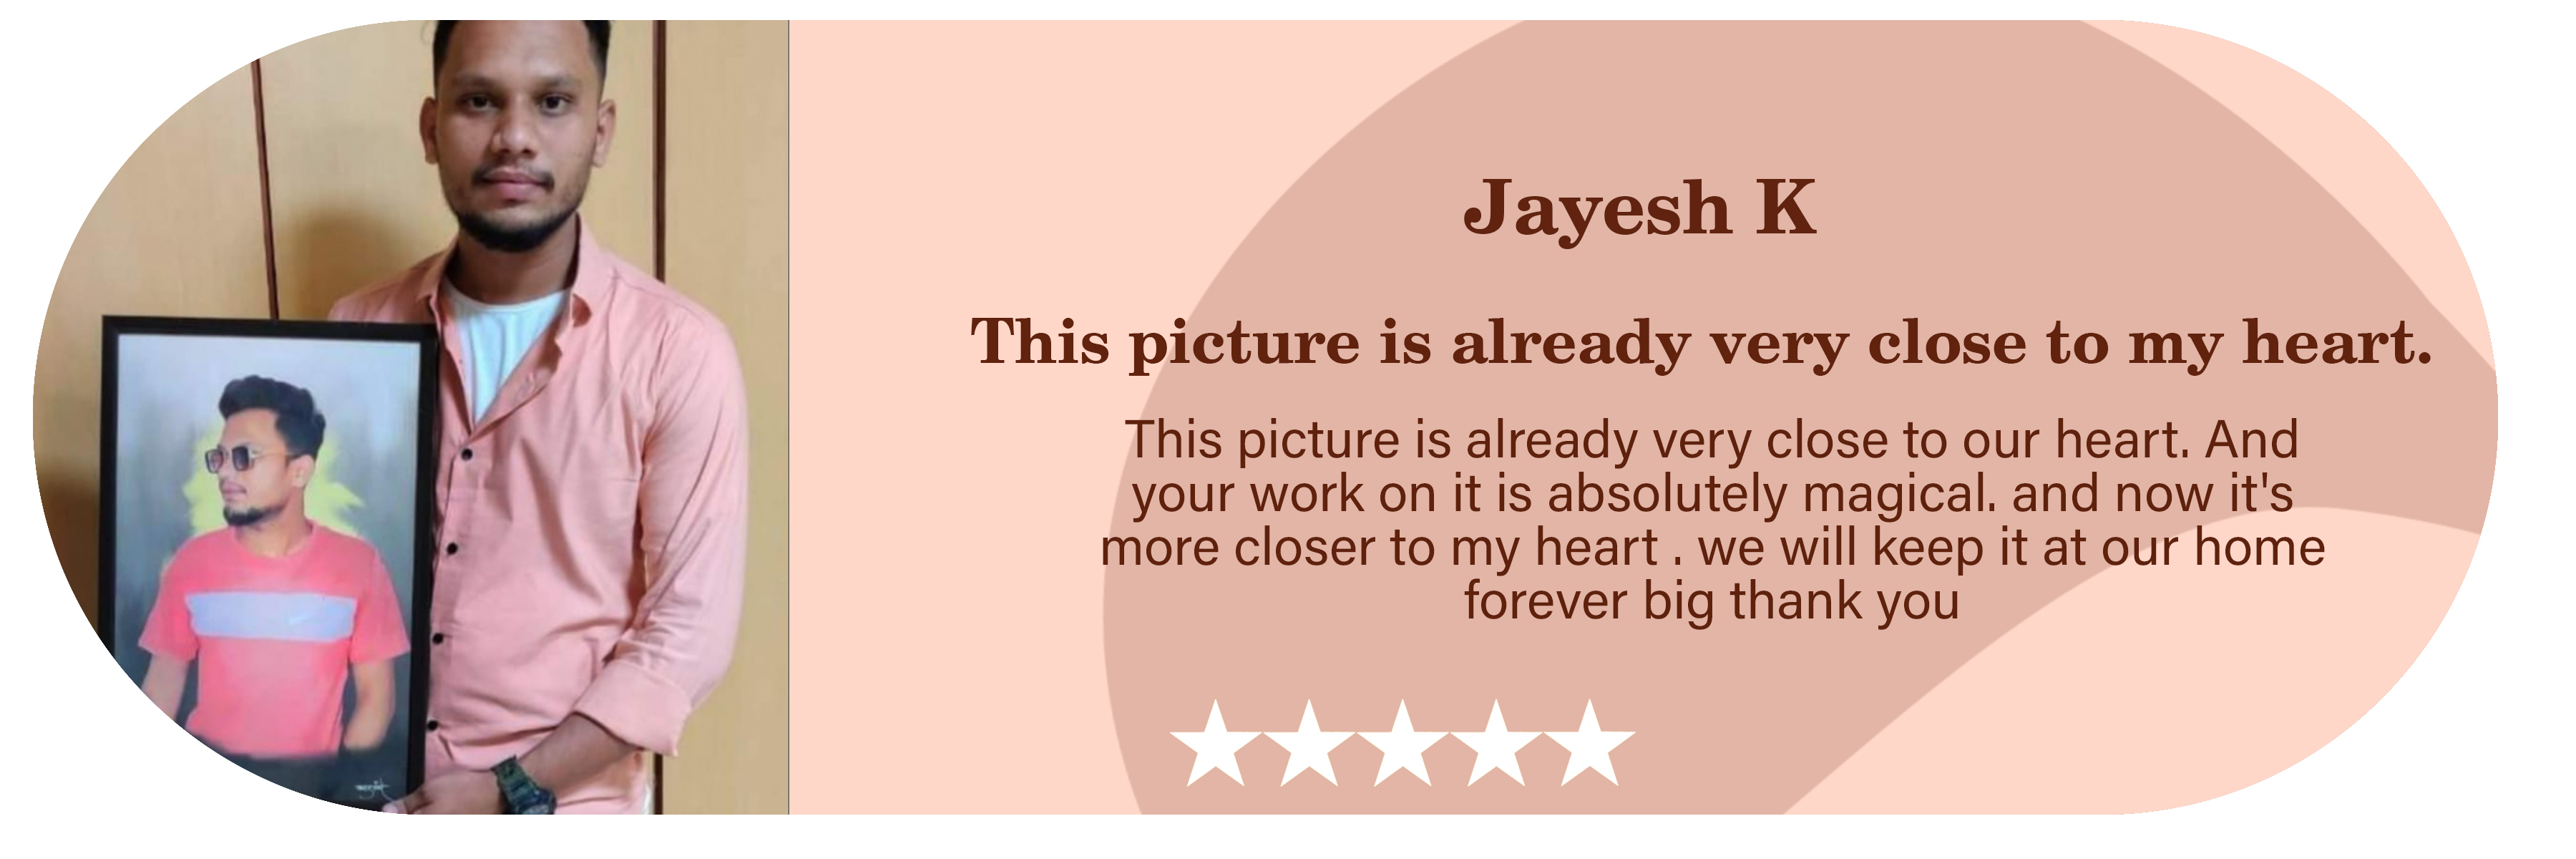 Jayesh K
This picture is already very close to my heart.
This picture is already very close to our heart. And
your work on it is absolutely magical. and now it's
more closer to my heart . we will keep it at our home
forever big thank you